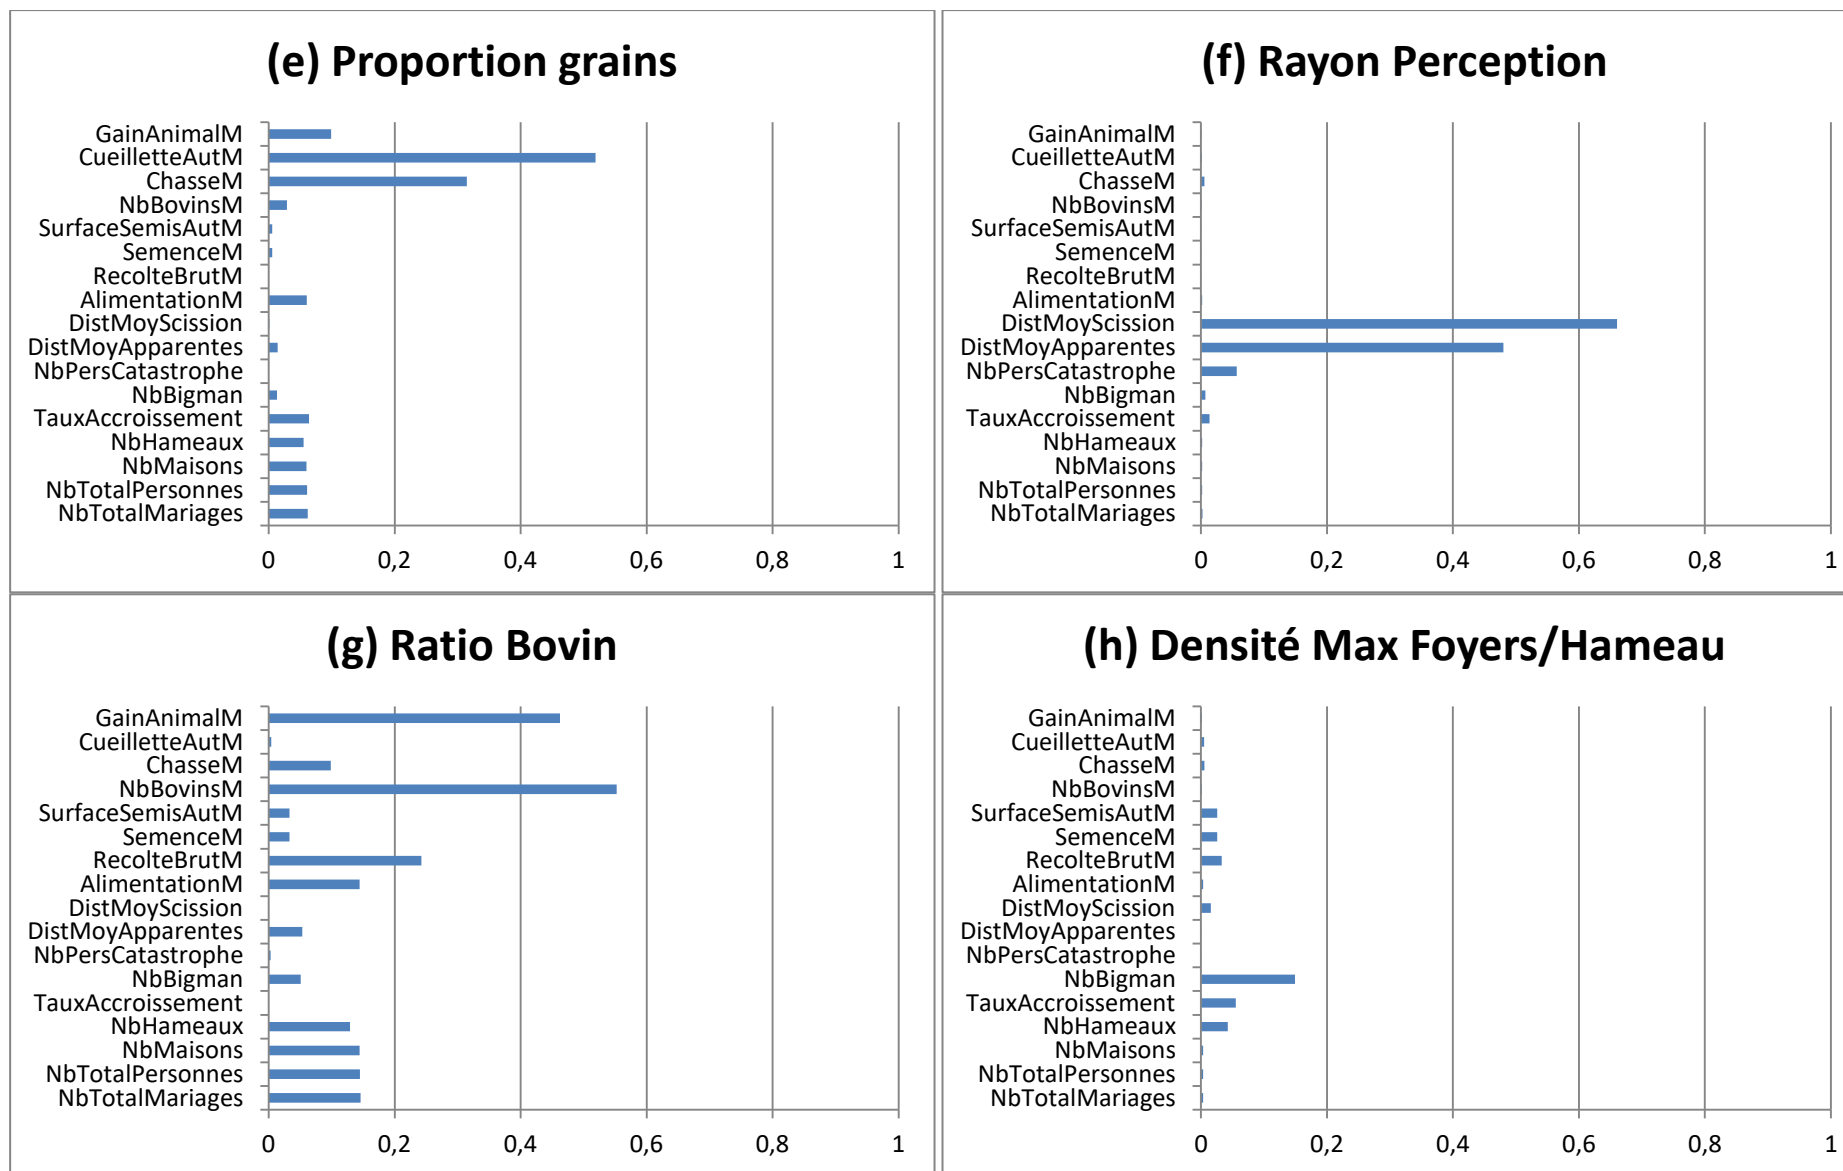 (e) Proportion grains
GainAnimalM
CueilletteAutM
ChasseM
NbBovinsM
SurfaceSemisAutM
SemenceM
RecolteBrutM
AlimentationM
DistMoyScission
DistMoyApparentes
NbPersCatastrophe
NbBigman
TauxAccroissement
NbHameaux
NbMaisons
NbTotalPersonnes
NbTotalMariages
0 0,2 0,4 0,6 0,8 1
(f) Rayon Perception
GainAnimalM
CueilletteAutM
ChasseM
NbBovinsM
SurfaceSemisAutM
SemenceM
RecolteBrutM
AlimentationM
DistMoyScission
DistMoyApparentes
NbPersCatastrophe
NbBigman
TauxAccroissement
NbHameaux
NbMaisons
NbTotalPersonnes
NbTotalMariages
0 0,2 0,4 0,6 0,8 1
(g) Ratio Bovin
GainAnimalM
CueilletteAutM
ChasseM
NbBovinsM
SurfaceSemisAutM
SemenceM
RecolteBrutM
AlimentationM
DistMoyScission
DistMoyApparentes
NbPersCatastrophe
NbBigman
TauxAccroissement
NbHameaux
NbMaisons
NbTotalPersonnes
NbTotalMariages
0 0,2 0,4 0,6 0,8 1
(h) Densité Max Foyers/Hameau
GainAnimalM
CueilletteAutM
ChasseM
NbBovinsM
SurfaceSemisAutM
SemenceM
RecolteBrutM
AlimentationM
DistMoyScission
DistMoyApparentes
NbPersCatastrophe
NbBigman
TauxAccroissement
NbHameaux
NbMaisons
NbTotalPersonnes
NbTotalMariages
0 0,2 0,4 0,6 0,8 1